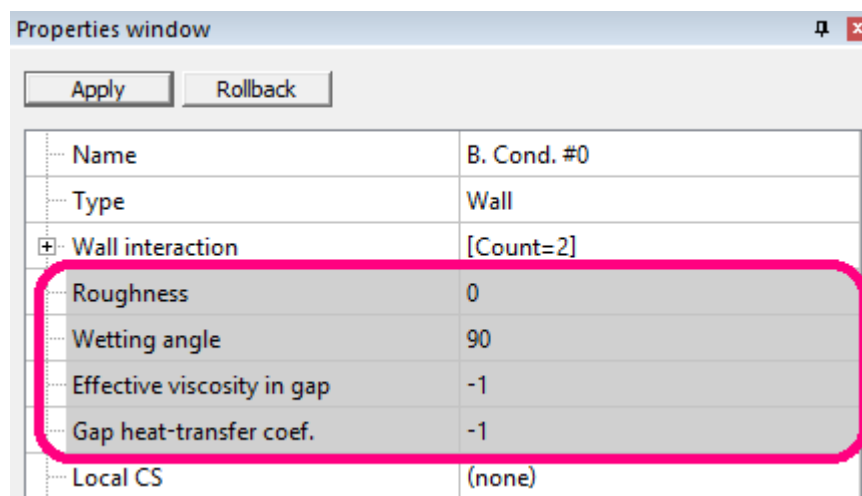 Properties window
Apply Rollback
Name B. Cond. #0
Type Wall
Wall interaction [Count=2]
Roughness 0
Wetting angle 90
Effective viscosity in gap -1
Gap heat-transfer coef. -1
Local CS (none)